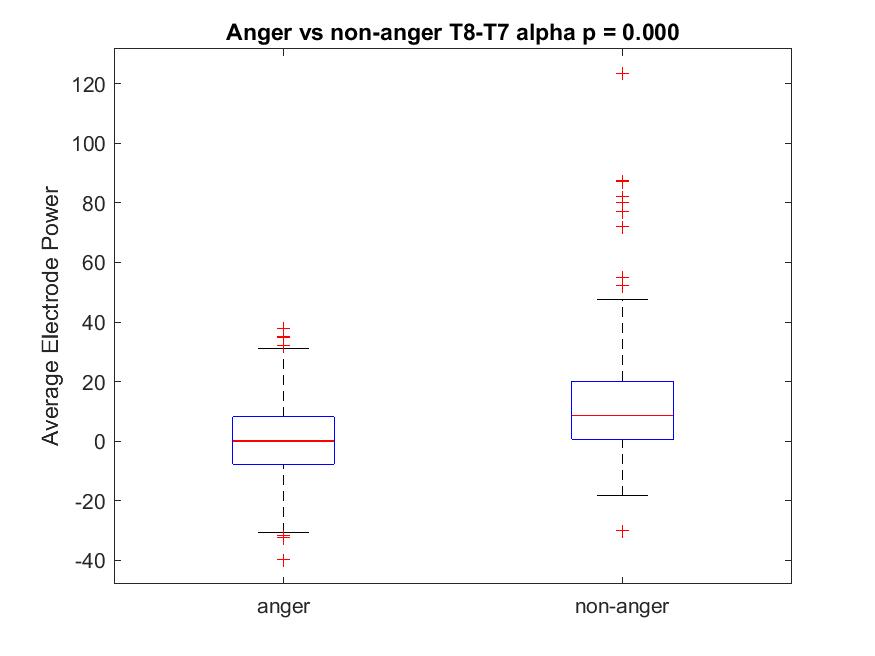 Anger vs non-anger T8-T7 alpha p = 0.000
Average Electrode Power
120
100
80
60
40
20
0
-20
-40
anger
non-anger